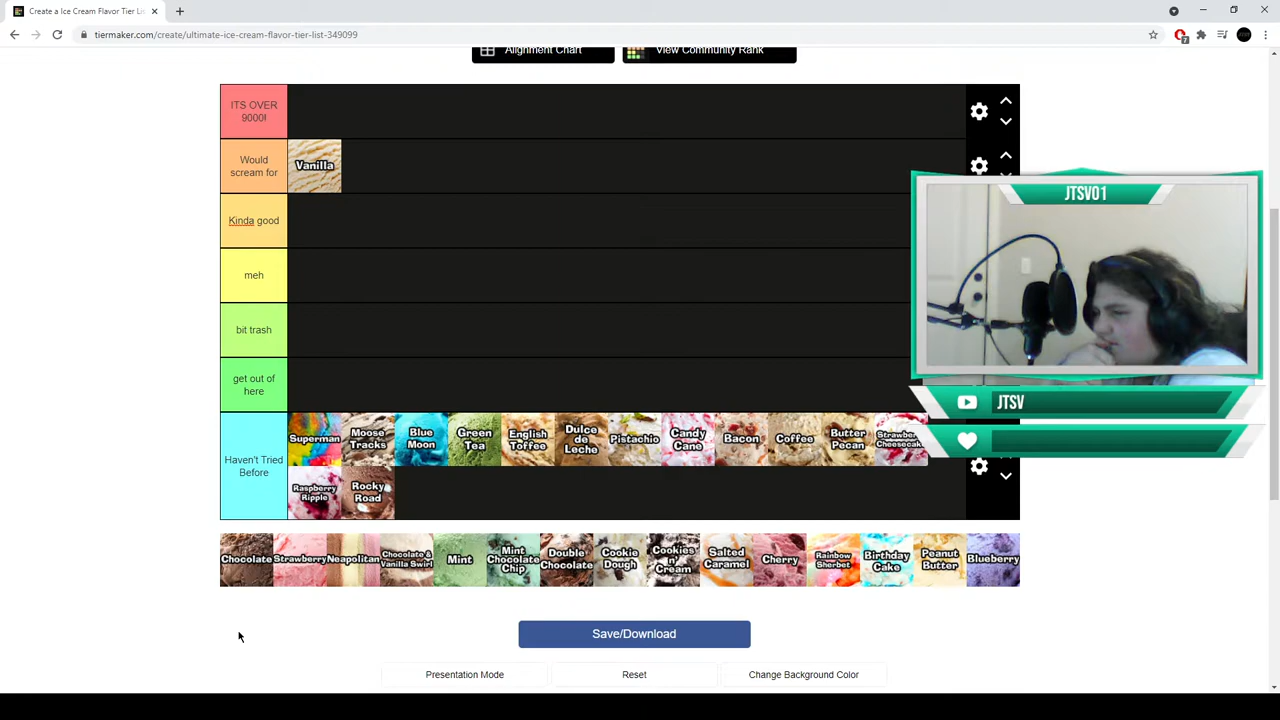 Create a Ice Cream Flavor Tier Lis
tiermaker.com/create/ultimate-ice-cream-flavor-tier-list-349099
7
Alignment Chart
View Community Rank
ITS OVER
9000!
Would
scream for
Vanilla
Kinda good
meh
bit trash
get out of
here
Haven't Tried
Before
Superman
Moose
Tracks
Blue
Moon
Green
Tea
English
Toffee
Dulce
de
Leche
Pistachio
Candy
Cane
Bacon
Coffee
Butter
Pecan
Strawberry
Cheesecake
Raspberry
Ripple
Rocky
Road
Chocolate
Strawberry
Neapolitan
Chocolate &
Vanilla Swirl
Mint
Mint
Chocolate
Chip
Double
Chocolate
Cookie
Dough
Cookies
n'
Cream
Salted
Caramel
Cherry
Rainbow
Sherbet
Birthday
Cake
Peanut
Butter
Blueberry
JTSV01
JTSV
Save/Download
Presentation Mode
Reset
Change Background Color